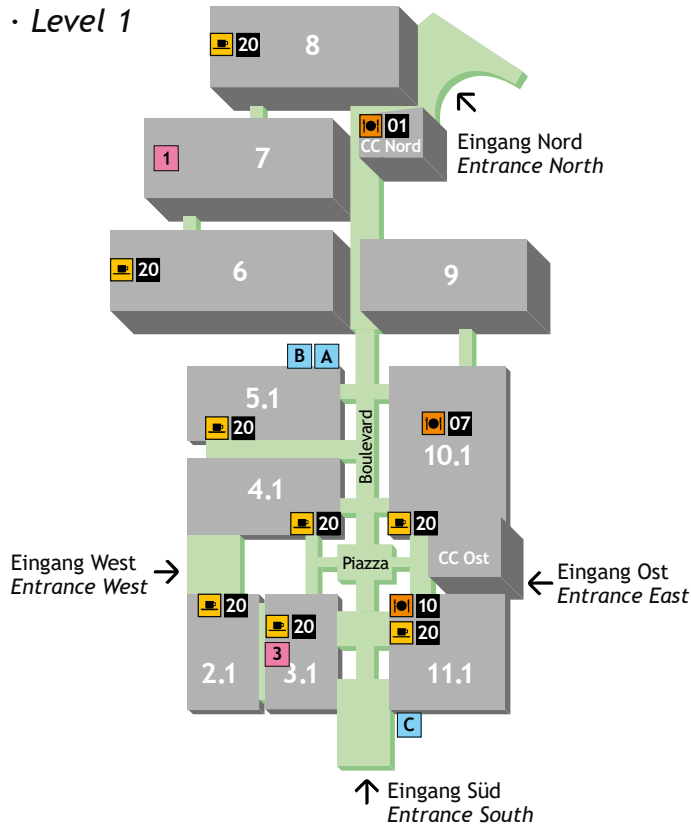 · Level 1
20
8
01
CC Nord
Eingang Nord
Entrance North
1
7
20
6
9
B A
5.1
20
Boulevard
07
10.1
4.1
20
20
Eingang West
Entrance West
Piazza
CC Ost
Eingang Ost
Entrance East
20
2.1
20
3
3.1
10
20
11.1
C
Eingang Süd
Entrance South